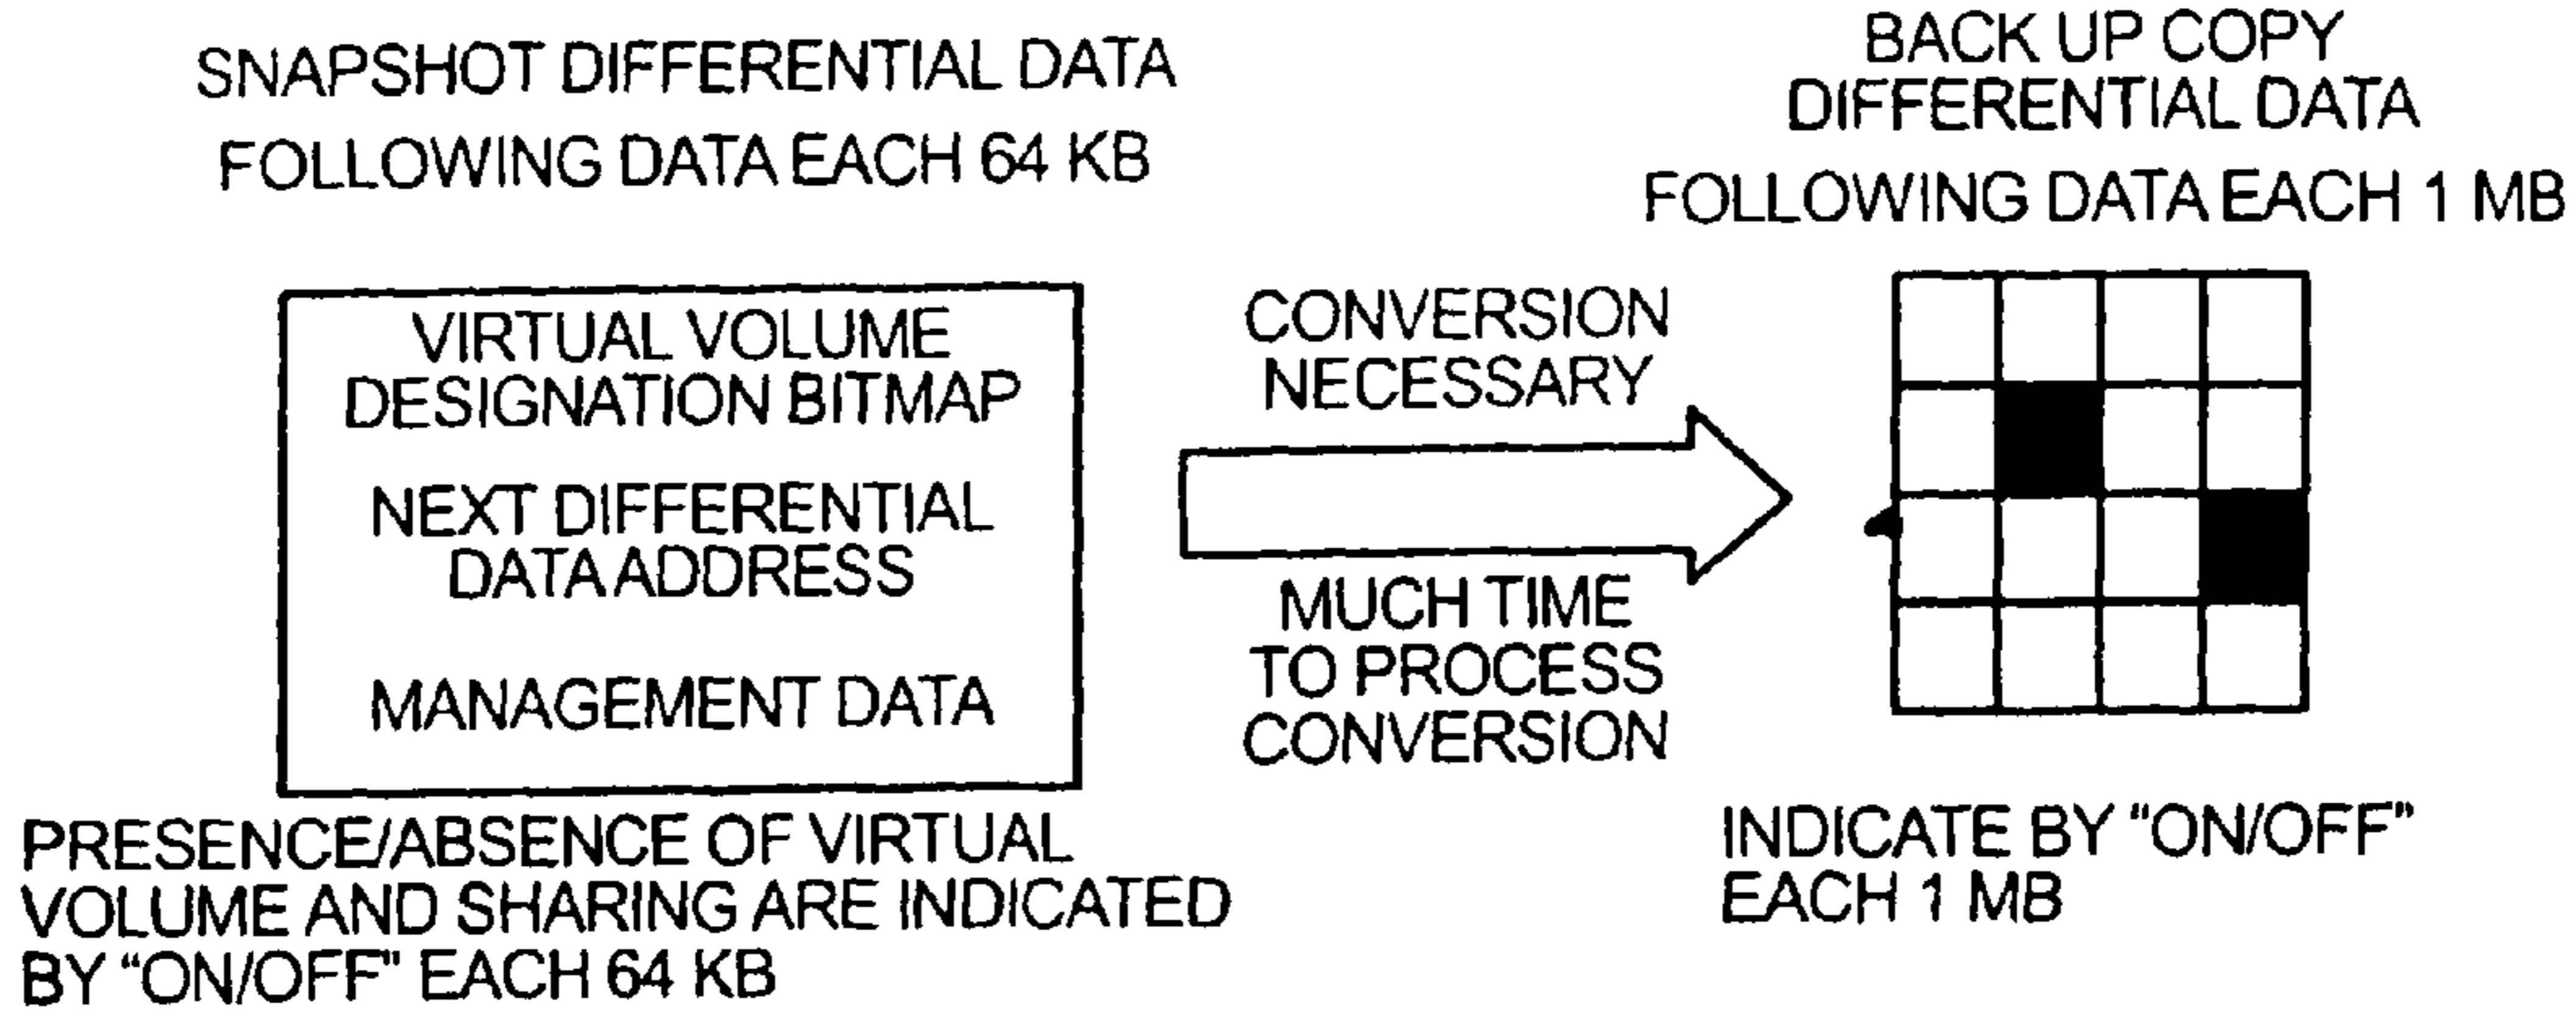 SNAPSHOT DIFFERENTIAL DATA
FOLLOWING DATA EACH 64 KB
VIRTUAL VOLUME
DESIGNATION BITMAP
NEXT DIFFERENTIAL
DATA ADDRESS
MANAGEMENT DATA
PRESENCE/ABSENCE OF VIRTUAL
VOLUME AND SHARING ARE INDICATED
BY “ON/OFF” EACH 64 KB
CONVERSION
NECESSARY
MUCH TIME
TO PROCESS
CONVERSION
BACK UP COPY
DIFFERENTIAL DATA
FOLLOWING DATA EACH 1 MB
INDICATE BY “ON/OFF”
EACH 1 MB